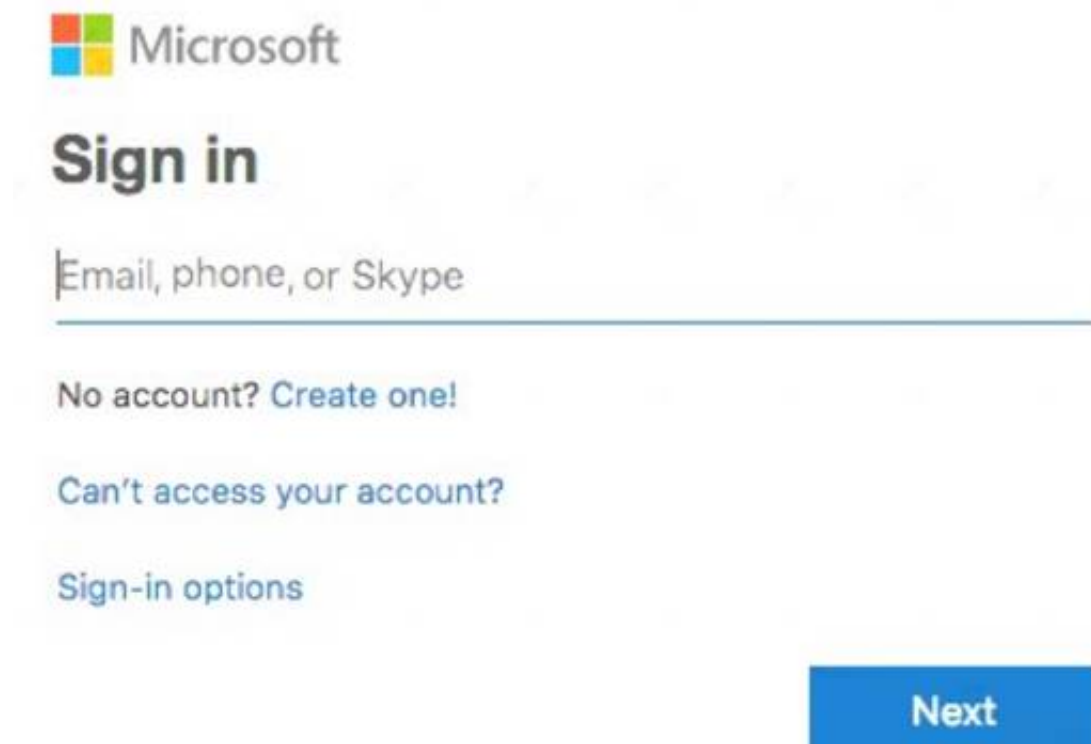 Microsoft
Sign in
Email, phone, or Skype
No account? Create one!
Can't access your account?
Sign-in options
Next